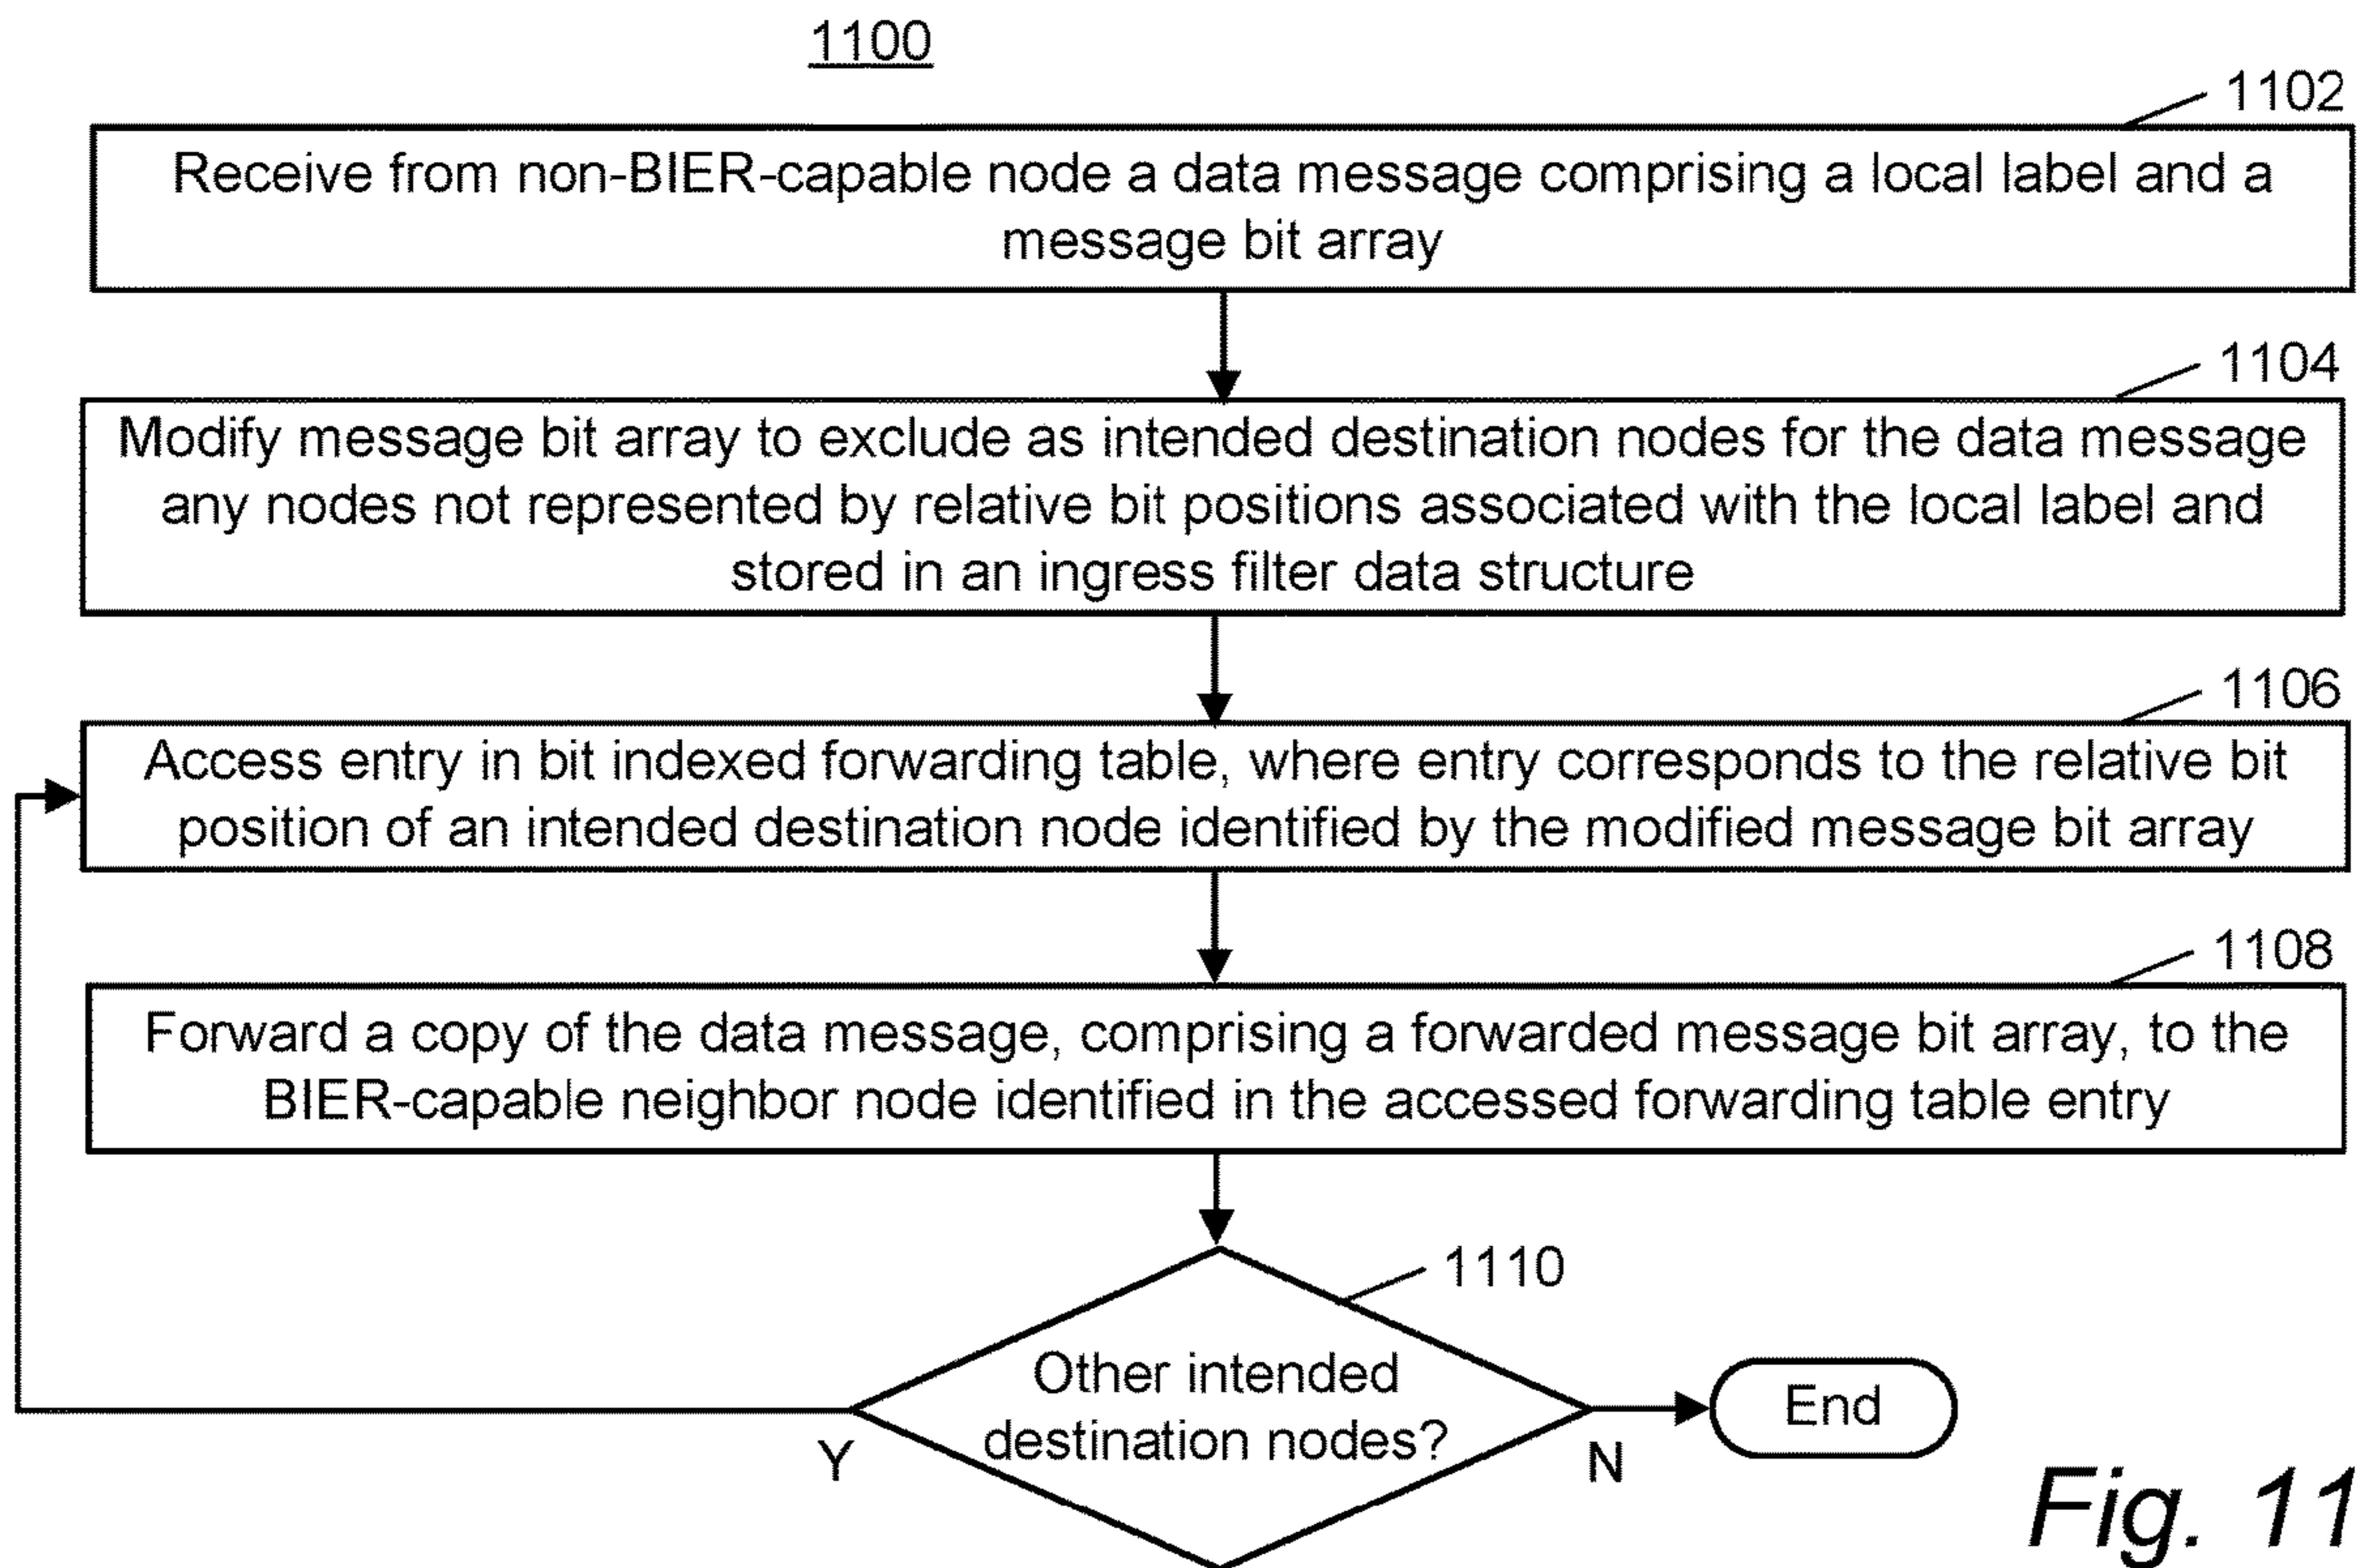 1100
1102
Receive from non-BIER-capable node a data message comprising a local label and a
message bit array
1104
Modify message bit array to exclude as intended destination nodes for the data message
any nodes not represented by relative bit positions associated with the local label and
stored in an ingress filter data structure
1106
Access entry in bit indexed forwarding table, where entry corresponds to the relative bit
position of an intended destination node identified by the modified message bit array
1108
Forward a copy of the data message, comprising a forwarded message bit array, to the
BIER-capable neighbor node identified in the accessed forwarding table entry
1110
Other intended
destination nodes?
Y
N
End
Fig. 11